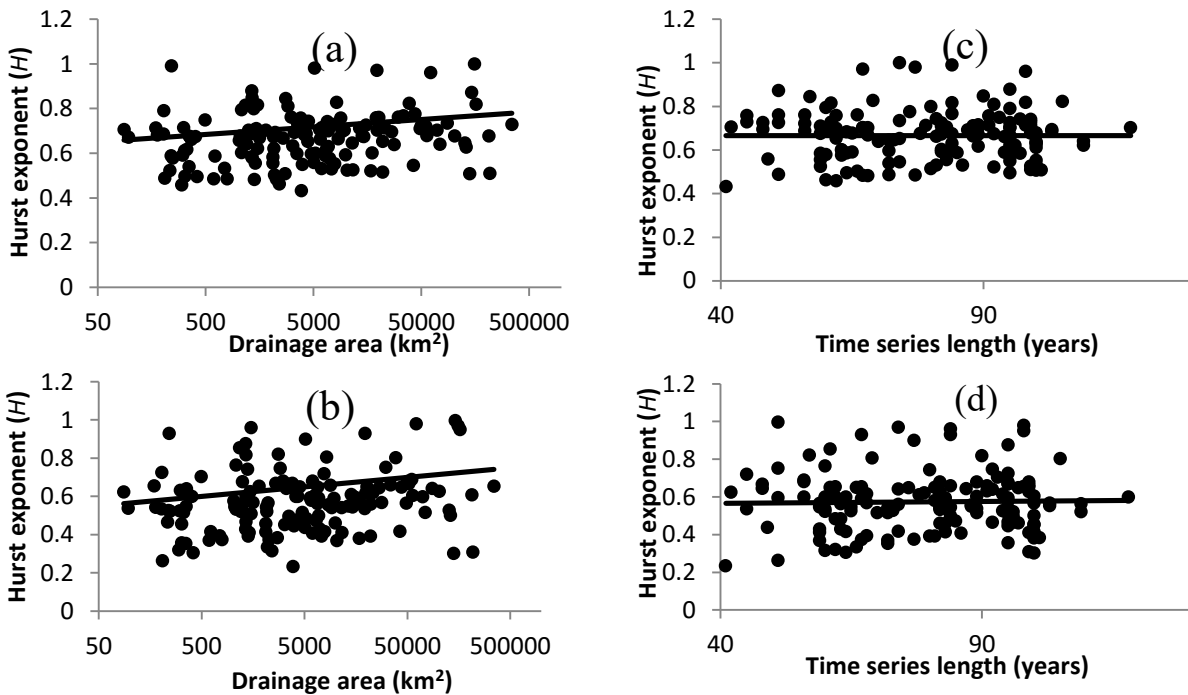 (a)
Hurst exponent (H)
1.2
1
0.8
0.6
0.4
0.2
0
50 500 5000 50000 500000
Drainage area (km²)
(c)
Hurst exponent (H)
1.2
1
0.8
0.6
0.4
0.2
0
40 90
Time series length (years)
(b)
Hurst exponent (H)
1.2
1
0.8
0.6
0.4
0.2
0
50 500 5000 50000 500000
Drainage area (km²)
(d)
Hurst exponent (H)
1.2
1
0.8
0.6
0.4
0.2
0
40 90
Time series length (years)